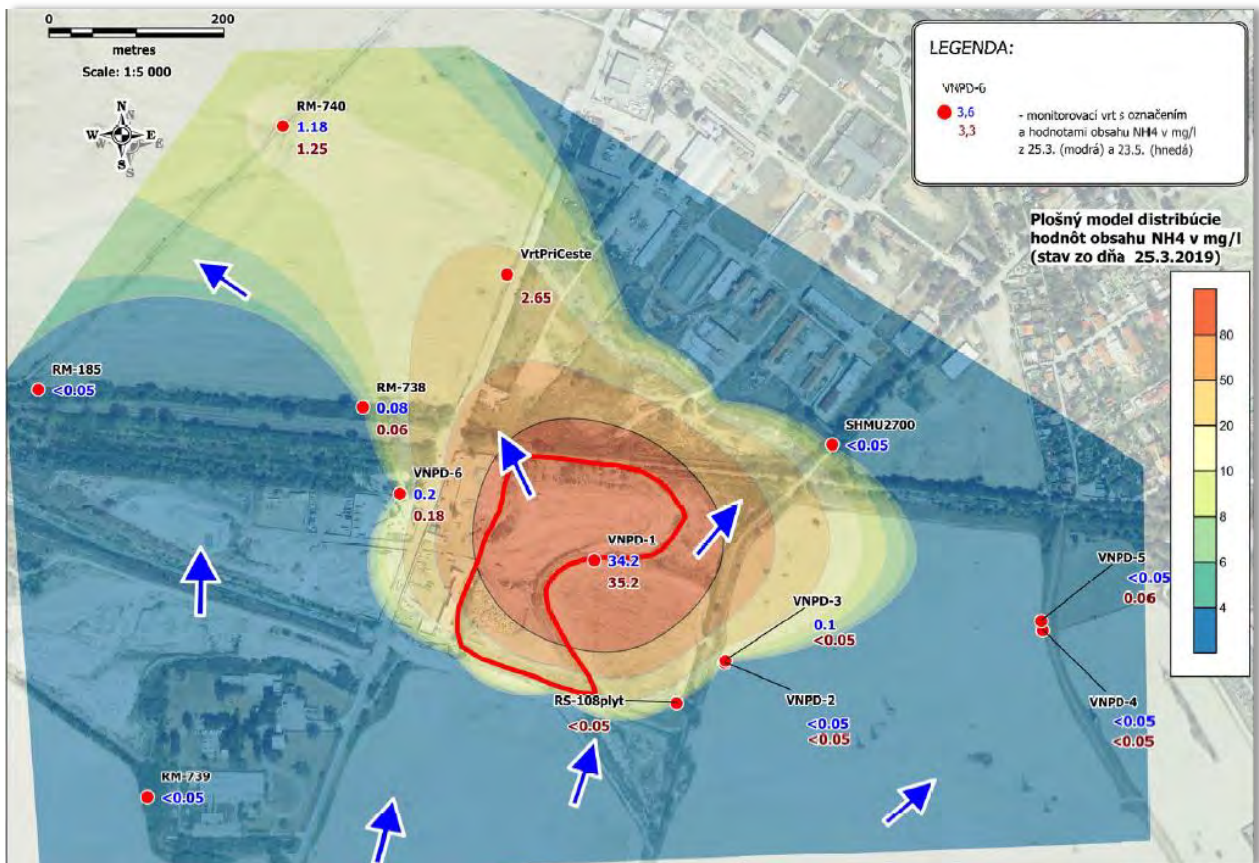 0 200
metres
Scale: 1:5 000
N
W E
S
LEGENDA:
VNPD-6
3,6
3,3
- monitorovací vrt s označením
a hodnotami obsahu NH4 v mg/l
z 25.3. (modrá) a 23.5. (hnedá)
Plošný model distribúcie
hodnôt obsahu NH4 v mg/l
(stav zo dňa 25.3.2019)
80
50
20
10
8
6
4
RM-740
1.18
1.25
VrtPriCeste
2.65
RM-185
<0.05
RM-738
0.08
0.06
SHMU2700
<0.05
VNPD-6
0.2
0.18
VNPD-1
34.2
35.2
VNPD-5
<0.05
0.06
VNPD-3
0.1
<0.05
RS-108plyt
<0.05
VNPD-2
<0.05
<0.05
VNPD-4
<0.05
<0.05
RM-739
<0.05